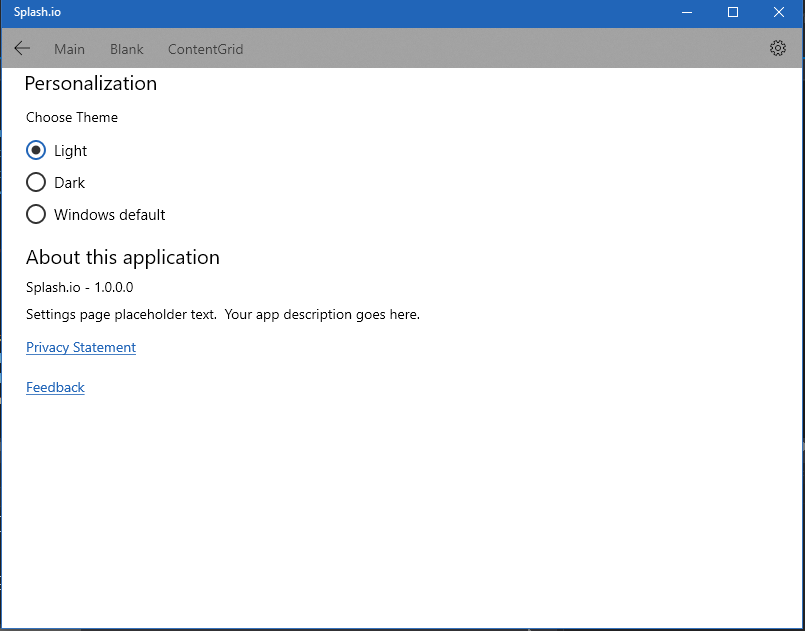 Splash.io
Main Blank ContentGrid
Personalization
Choose Theme
Light
Dark
Windows default
About this application
Splash.io - 1.0.0.0
Settings page placeholder text.  Your app description goes here.
Privacy Statement
Feedback